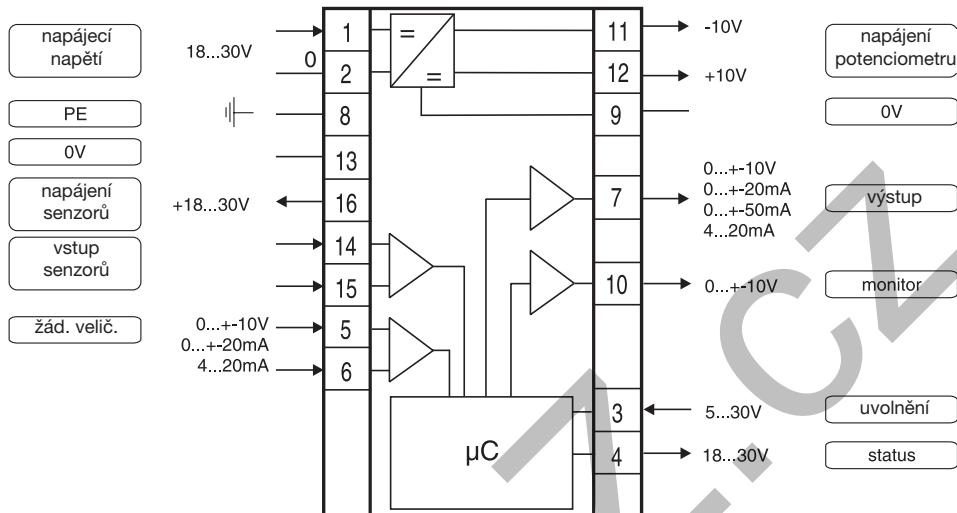 napájecí
napětí
18...30V
1
0
2
=
=
11
-10V
12
+10V
napájení
potenciometru
PE
8
9
0V
0V
13
napájení
senzorů
+18...30V
16
7
0...+-10V
0...+-20mA
0...+-50mA
4...20mA
výstup
vstup
senzorů
14
15
10
0...+-10V
monitor
žád. velič.
0...+-10V
0...+-20mA
4...20mA
5
6
µC
3
5...30V
uvolnění
4
18...30V
status
Z.CZ